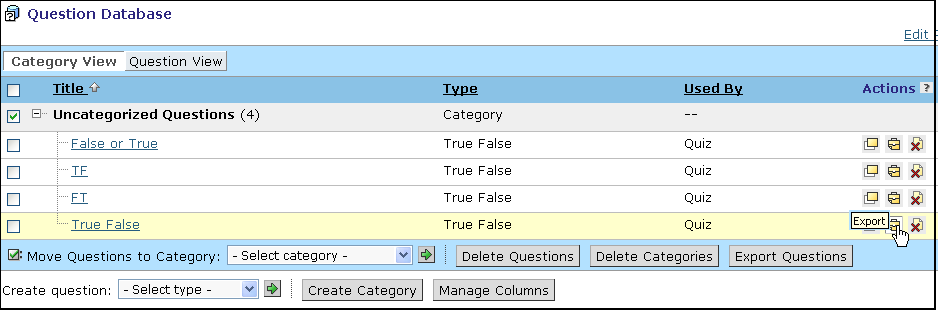 Question Database
Edit
Category View Question View
Title Type Used By Actions ?
Uncategorized Questions (4) Category --
False or True True False Quiz
TF True False Quiz
FT True False Quiz
True False True False Quiz
Export
Move Questions to Category: - Select category - Delete Questions Delete Categories Export Questions
Create question: - Select type - Create Category Manage Columns